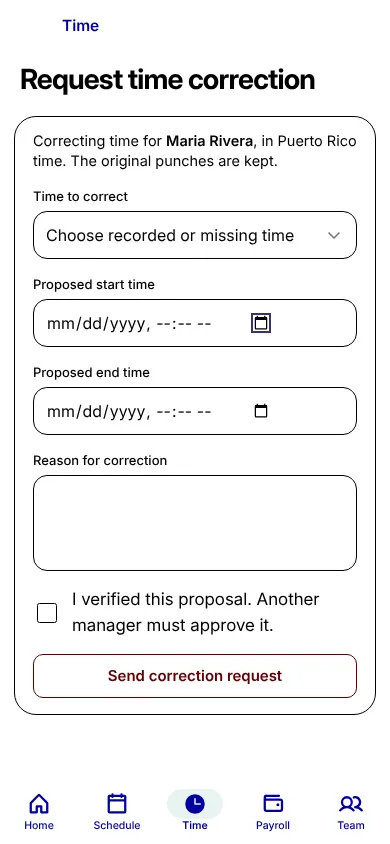 Time
Request time correction
Correcting time for Maria Rivera, in Puerto Rico
time. The original punches are kept.
Time to correct
Choose recorded or missing time
Proposed start time
mm/dd/yyyy, --:-- --
Proposed end time
mm/dd/yyyy, --:-- --
Reason for correction
I verified this proposal. Another
manager must approve it.
Send correction request
Home Schedule Time Payroll Team